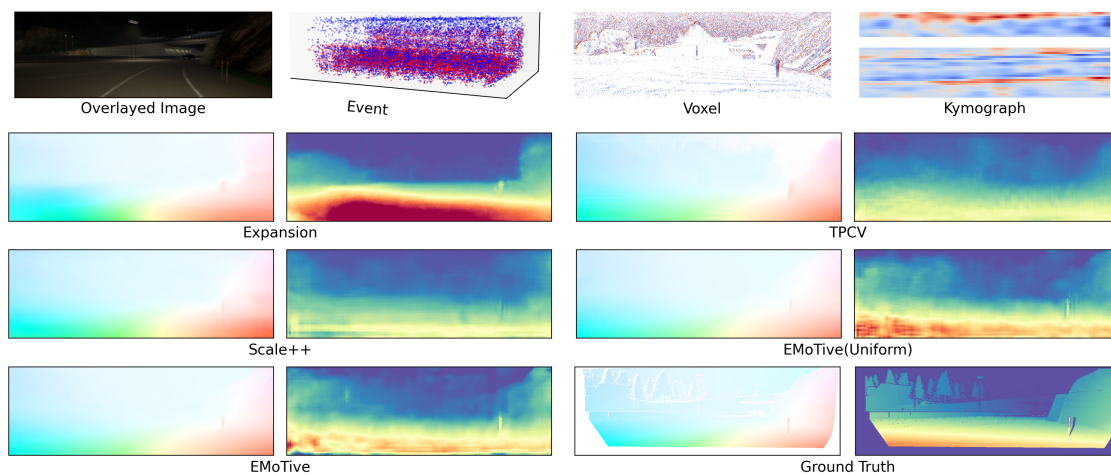 Overlayed Image
Event
Voxel
Kymograph
Expansion
TPCV
Scale++
EMoTive(Uniform)
EMoTive
Ground Truth